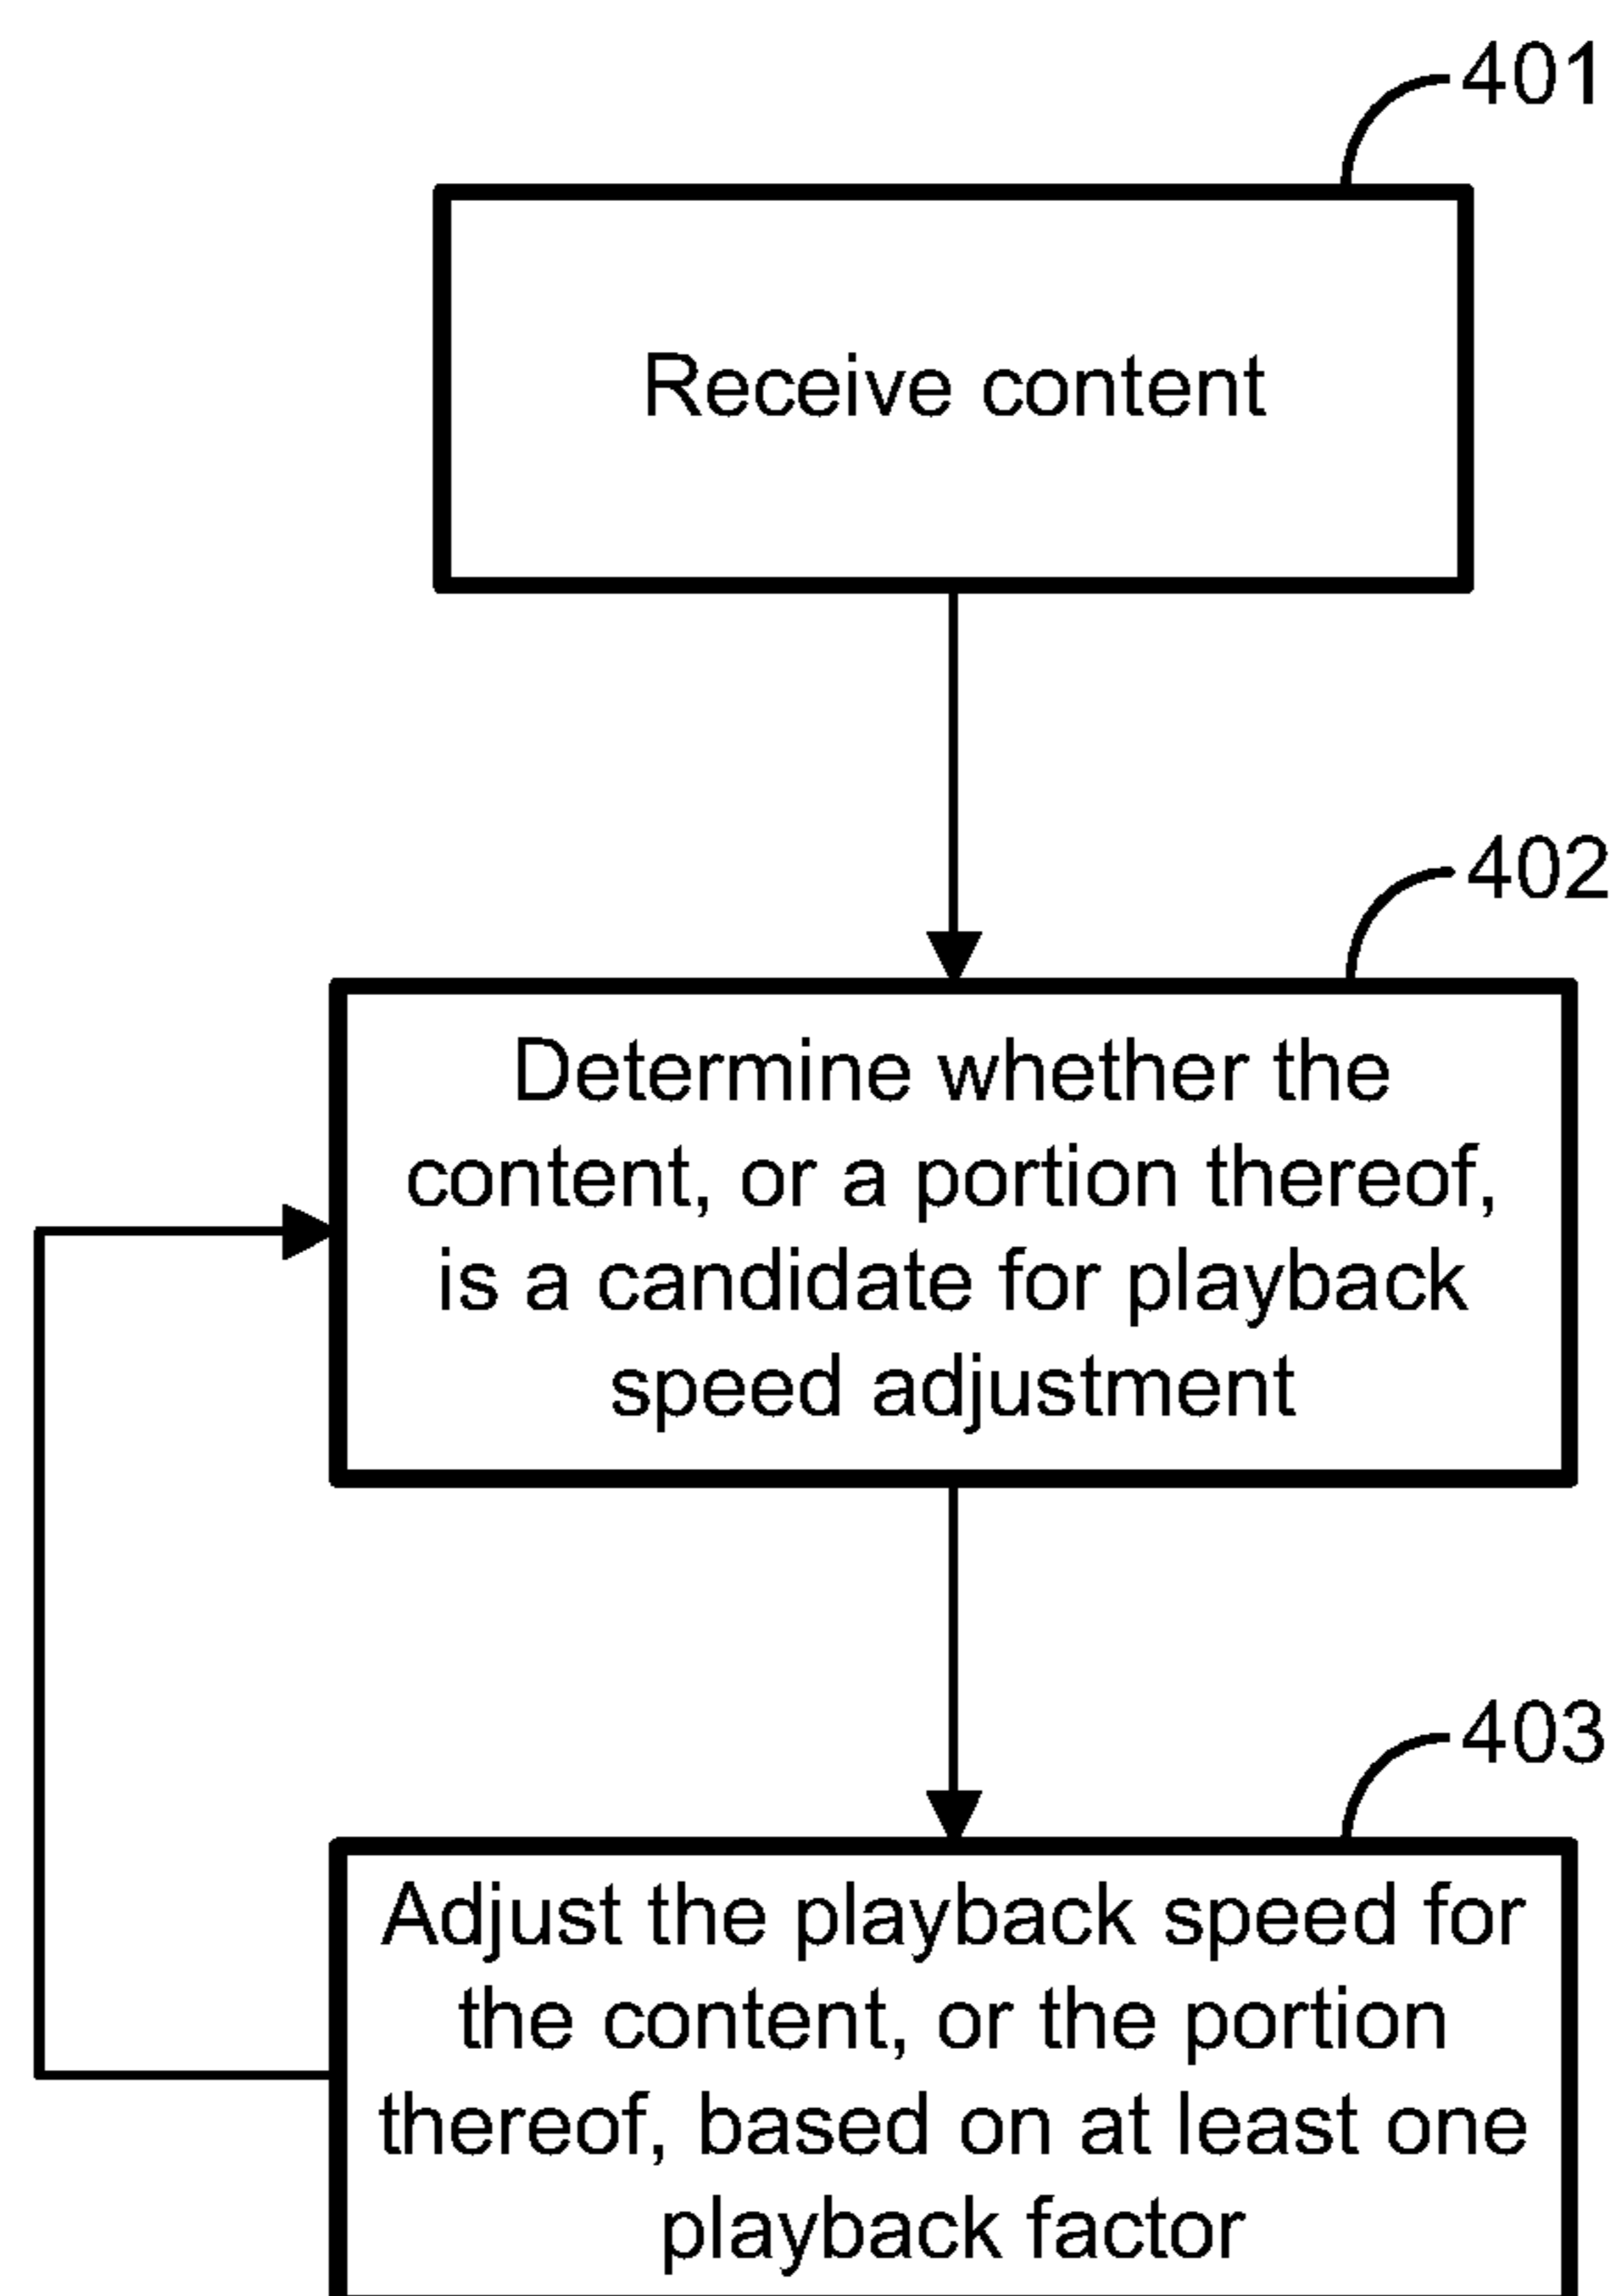 401
Receive content
402
Determine whether the
content, or a portion thereof,
is a candidate for playback
speed adjustment
403
Adjust the playback speed for
the content, or the portion
thereof, based on at least one
playback factor